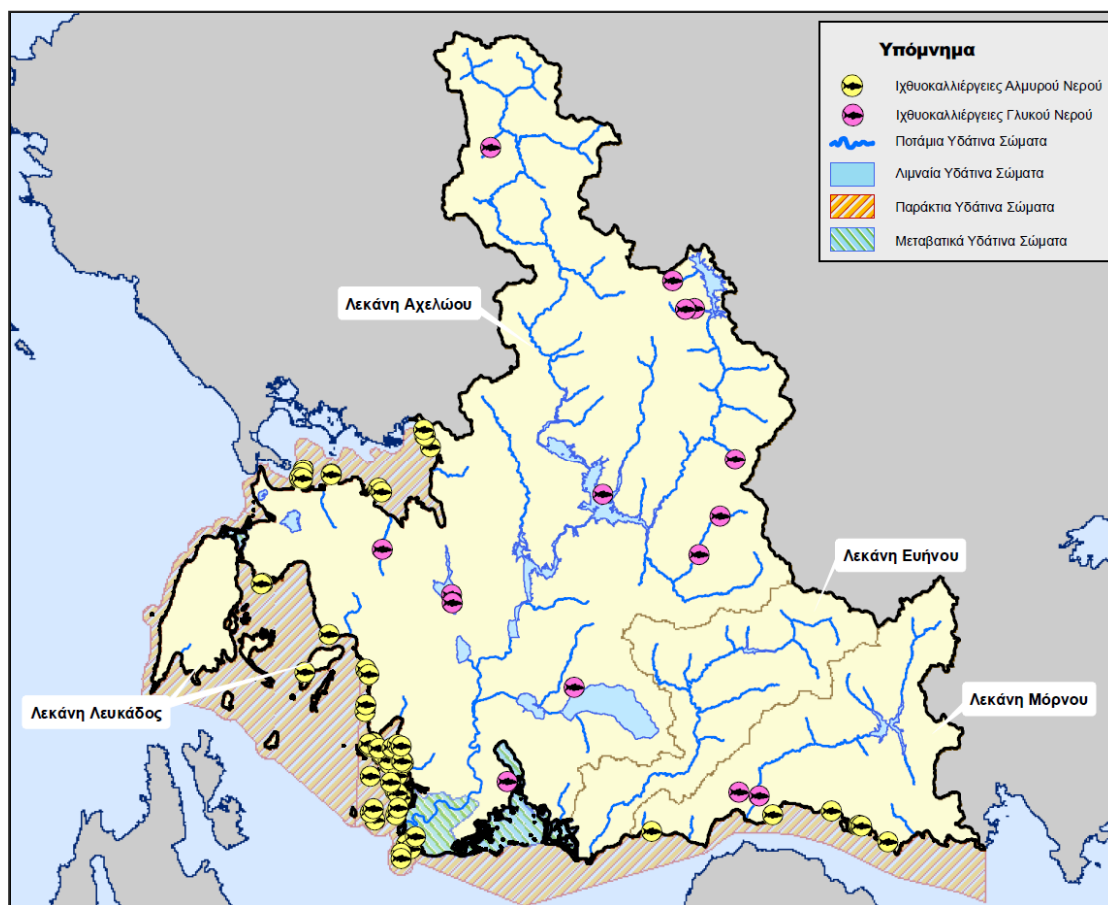 Υπόμνημα
Ιχθυοκαλλιέργειες Αλμυρού Νερού
Ιχθυοκαλλιέργειες Γλυκού Νερού
Ποτάμια Υδάτινα Σώματα
Λιμναία Υδάτινα Σώματα
Παράκτια Υδάτινα Σώματα
Μεταβατικά Υδάτινα Σώματα
Λεκάνη Αχελώου
Λεκάνη Ευήνου
Λεκάνη Μόρνου
Λεκάνη Λευκάδος